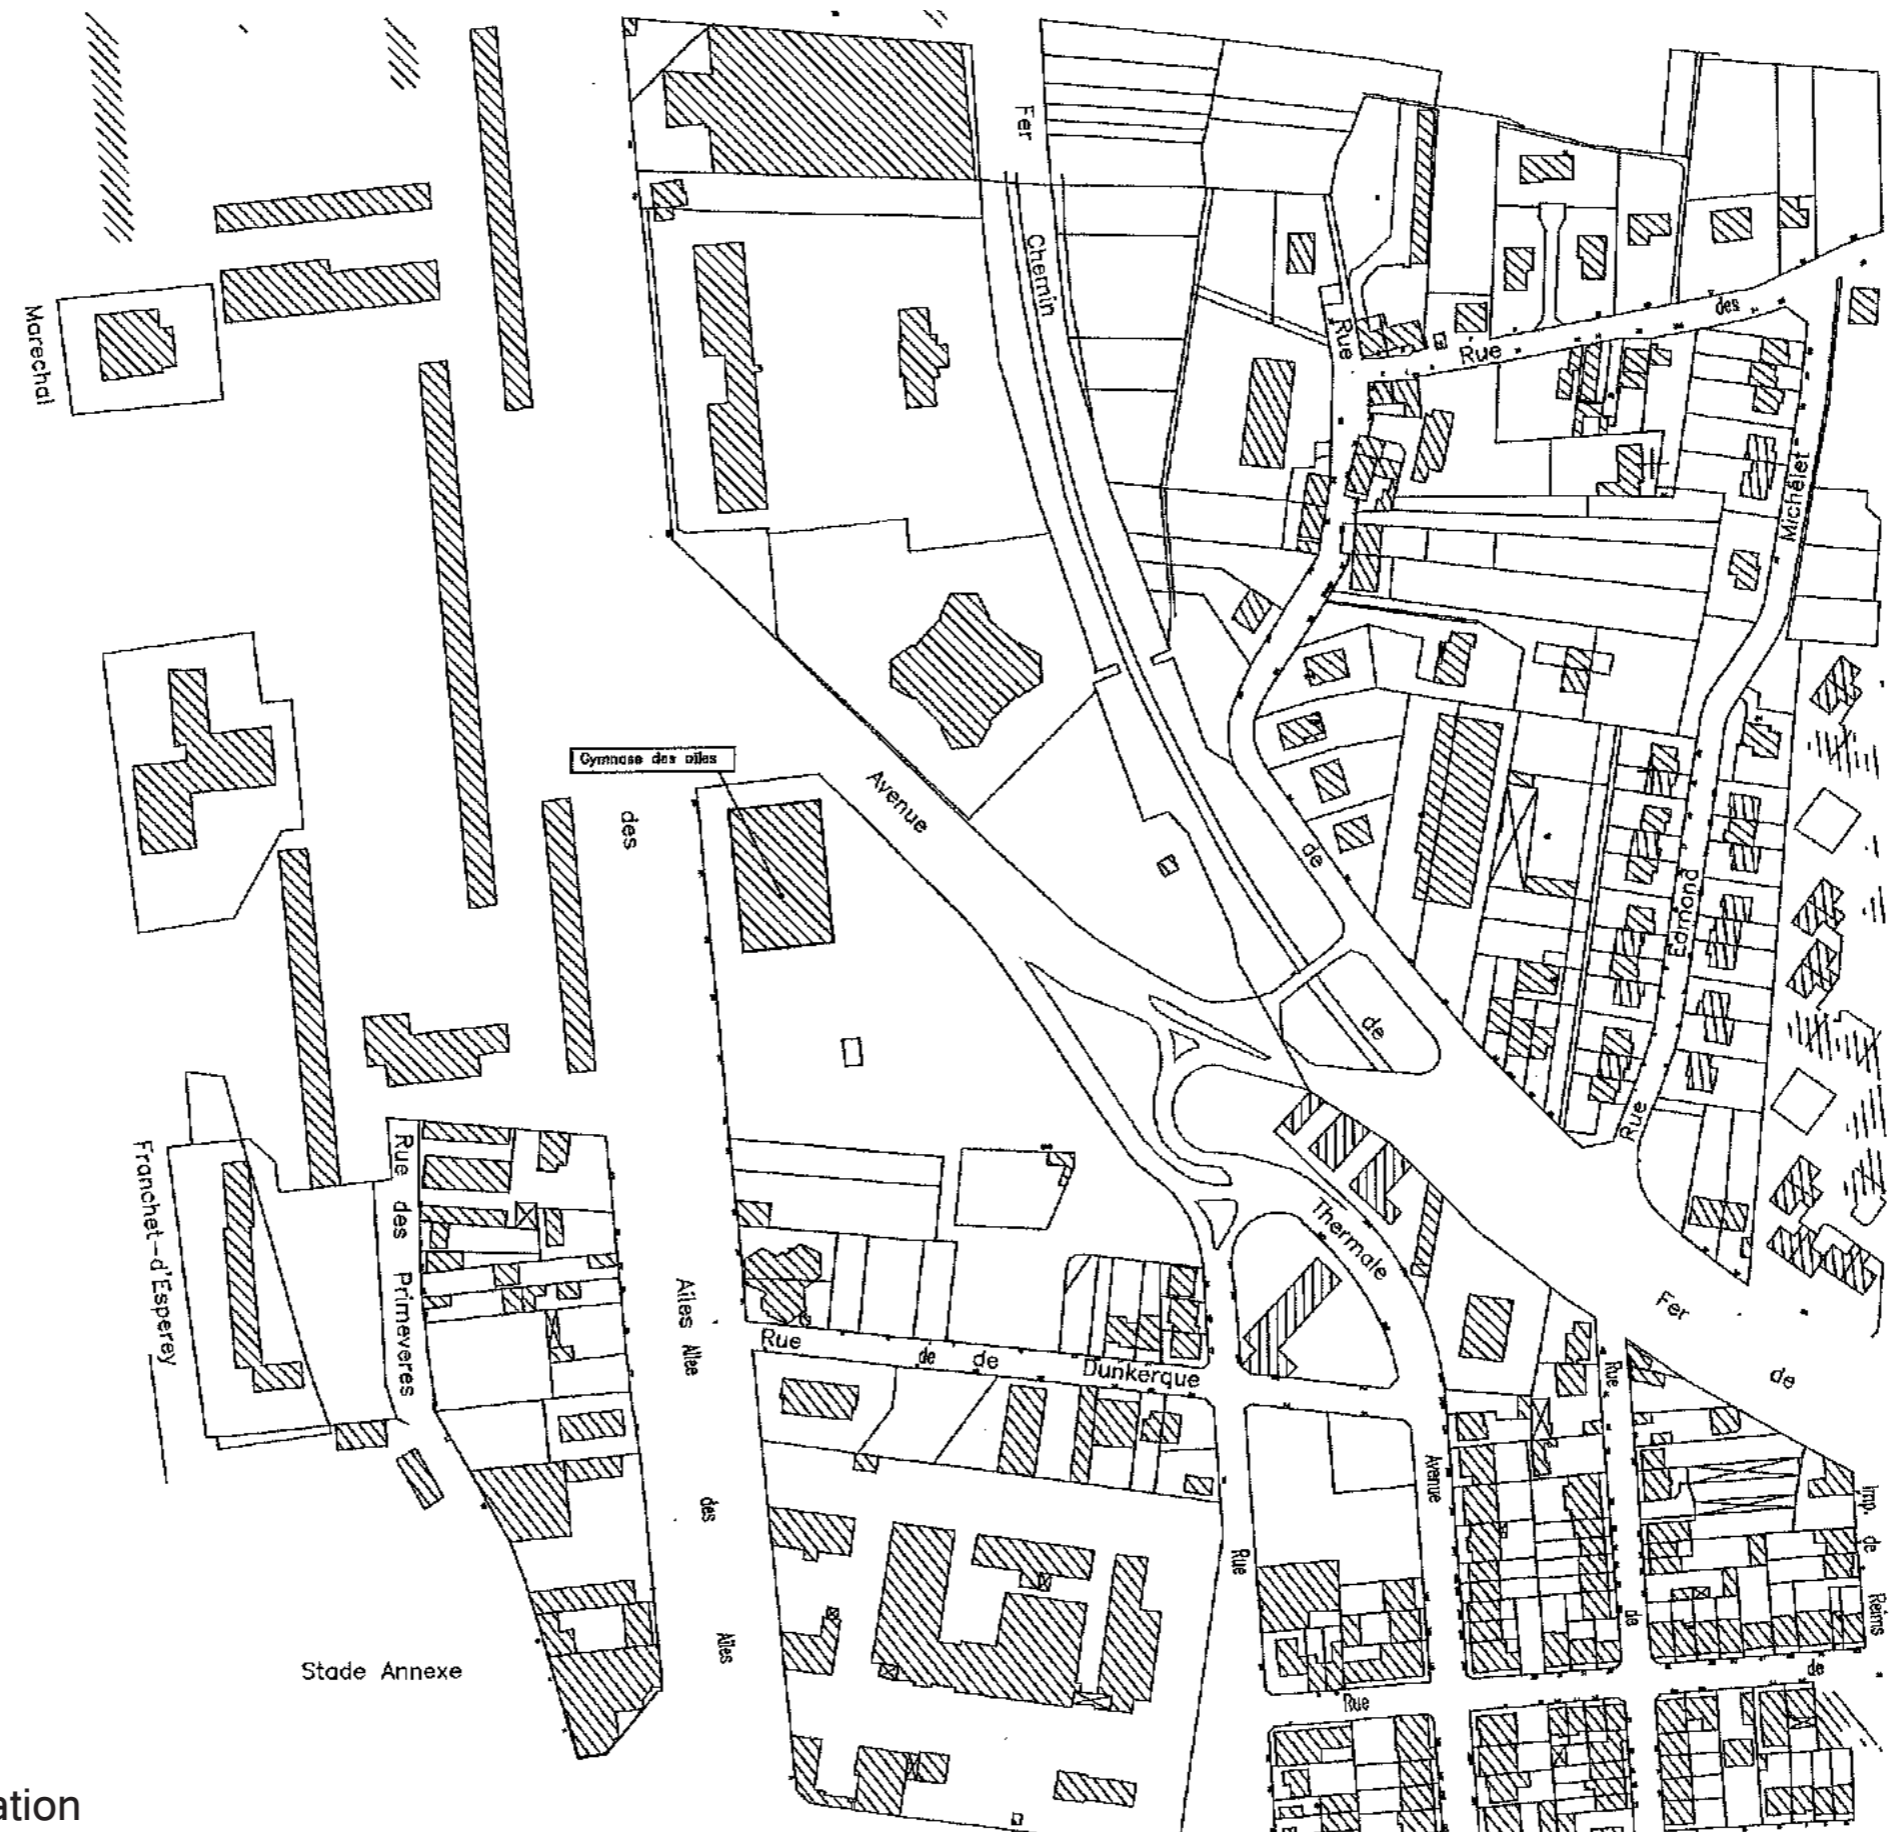 Fer
Chemin
Marechal
Rue
Rue
des
Michelet
Gymnase des ailes
Avenue
des
de
Edmond
de
Rue
Franchet-d'Esperey
Rue des Primeveres
Thermale
Ailes
Allee
Rue
de
de
Dunkerque
Fer
de
Rue
Avenue
des
Rue
Imp.
de
Reims
de
Ailes
Stade Annexe
de
Rue
ation